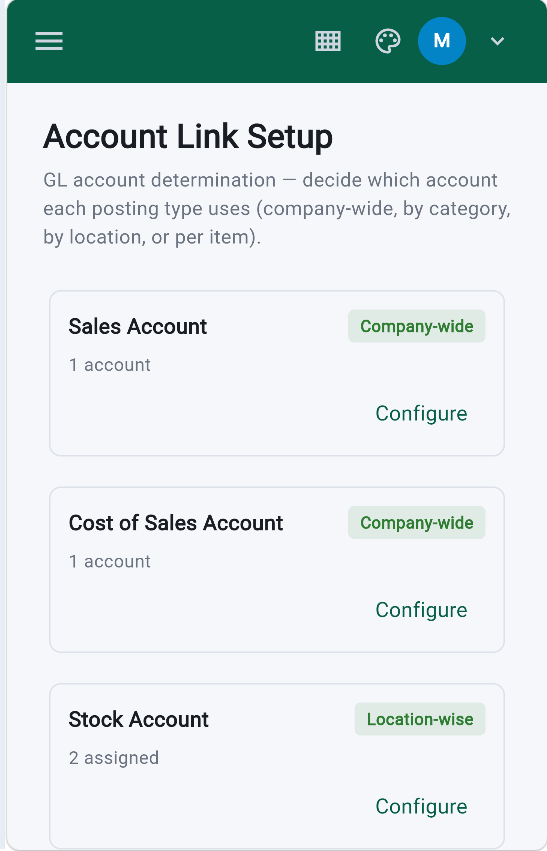 M
Account Link Setup
GL account determination — decide which account
each posting type uses (company-wide, by category,
by location, or per item).
Sales Account
Company-wide
1 account
Configure
Cost of Sales Account
Company-wide
1 account
Configure
Stock Account
Location-wise
2 assigned
Configure